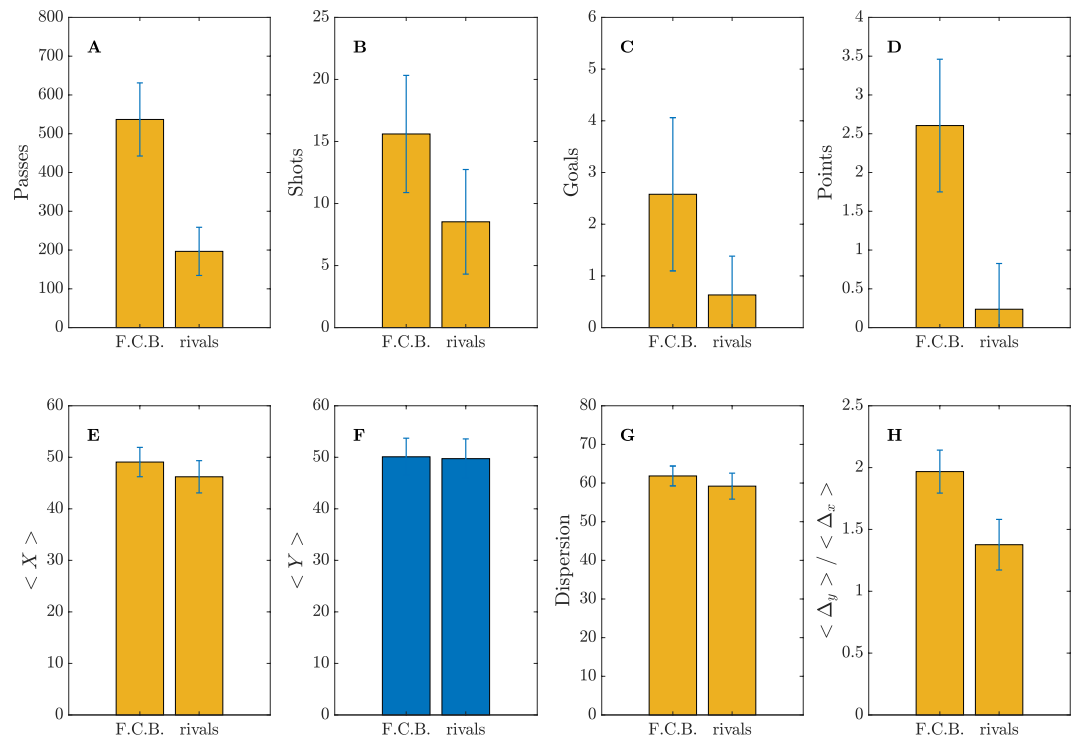 A
Passes
800
700
600
500
400
300
200
100
0
F.C.B. rivals
B
Shots
25
20
15
10
5
0
F.C.B. rivals
C
Goals
6
5
4
3
2
1
0
F.C.B. rivals
D
Points
4
3.5
3
2.5
2
1.5
1
0.5
0
F.C.B. rivals
E
< X >
60
50
40
30
20
10
0
F.C.B. rivals
F
< Y >
60
50
40
30
20
10
0
F.C.B. rivals
G
Dispersion
80
70
60
50
40
30
20
10
0
F.C.B. rivals
H
< Δy > / < Δx >
2.5
2
1.5
1
0.5
0
F.C.B. rivals